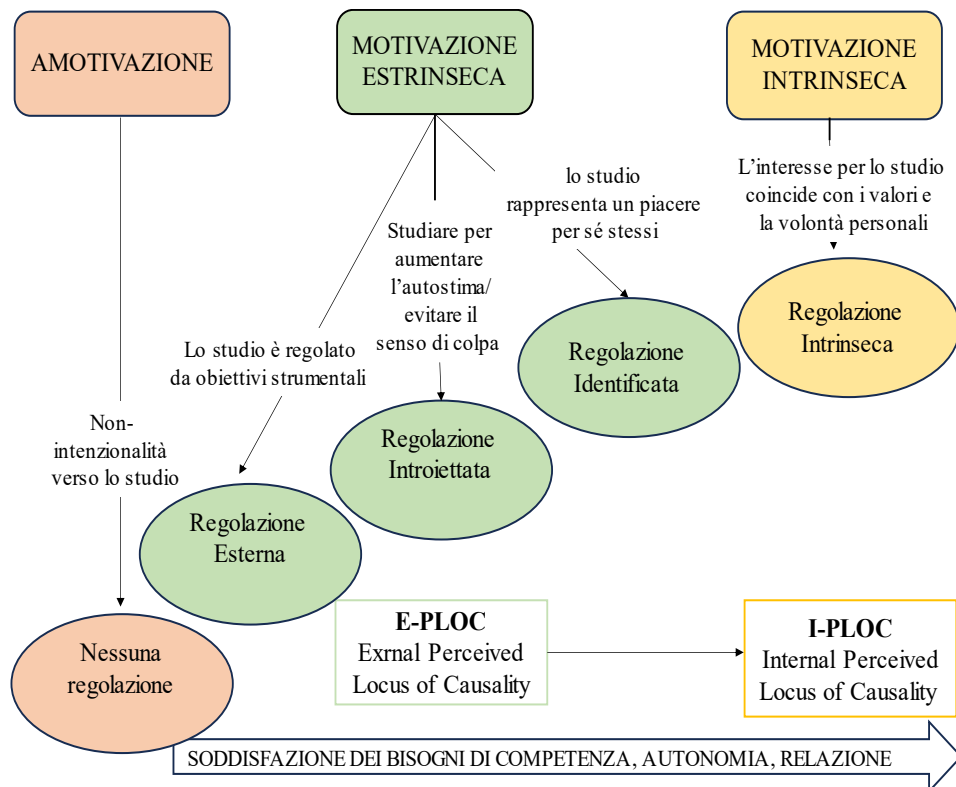 AMOTIVAZIONE
MOTIVAZIONE
ESTRINSECA
MOTIVAZIONE
INTRINSECA
L’interesse per lo studio
coincide con i valori e
la volontà personali
lo studio
rappresenta un piacere
per sé stessi
Studiare per
aumentare
l’autostima/
evitare il
senso di colpa
Lo studio è regolato
da obiettivi strumentali
Non-
intenzionalità
verso lo studio
Regolazione
Intrinseca
Regolazione
Identificata
Regolazione
Introiettata
Regolazione
Esterna
Nessuna
regolazione
E-PLOC
Exrnal Perceived
Locus of Causality
I-PLOC
Internal Perceived
Locus of Causality
SODDISFAZIONE DEI BISOGNI DI COMPETENZA, AUTONOMIA, RELAZIONE